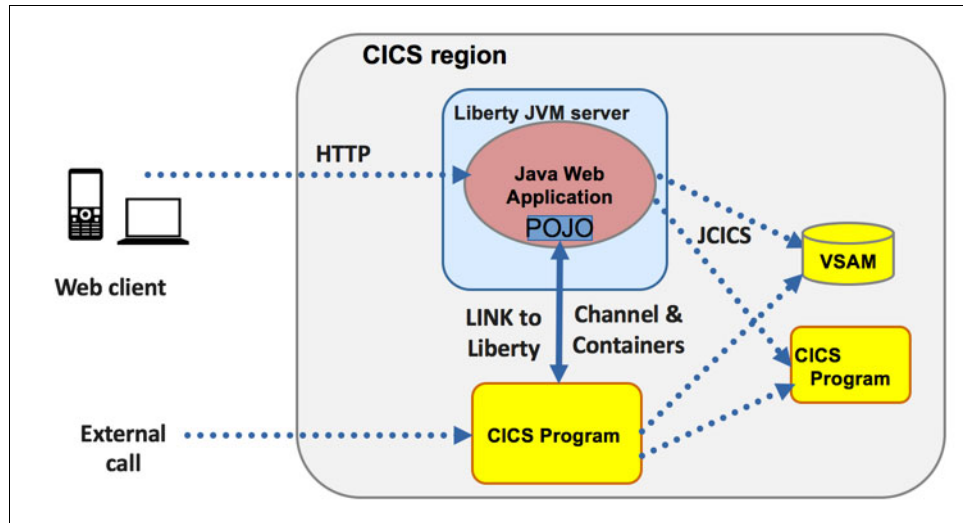 CICS region
Liberty JVM server
HTTP
Java Web
Application
POJO
JCICS
VSAM
Web client
LINK to
Liberty
Channel &
Containers
CICS
Program
External
call
CICS Program